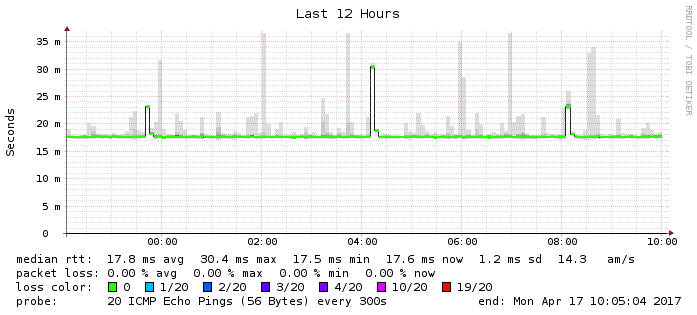 Last 12 Hours
RRDTOOL / TOBI OETIKER
Seconds
35 m
30 m
25 m
20 m
15 m
10 m
5 m
0
00:00 02:00 04:00 06:00 08:00 10:00
median rtt: 17.8 ms avg 30.4 ms max 17.5 ms min 17.6 ms now 1.2 ms sd 14.3 am/s
packet loss: 0.00 % avg 0.00 % max 0.00 % min 0.00 % now
loss color: 0 1/20 2/20 3/20 4/20 10/20 19/20
probe: 20 ICMP Echo Pings (56 Bytes) every 300s end: Mon Apr 17 10:05:04 2017